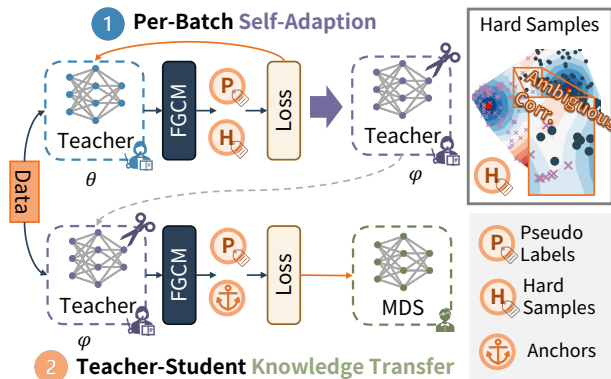 1 Per-Batch Self-Adaption
Teacher
θ
FGCM
P
H
Loss
Teacher
φ
Data
Teacher
φ
FGCM
P
Loss
MDS
2 Teacher-Student Knowledge Transfer
Hard Samples
Ambiguous
Corr.
H
P
Pseudo
Labels
H
Hard
Samples
Anchors